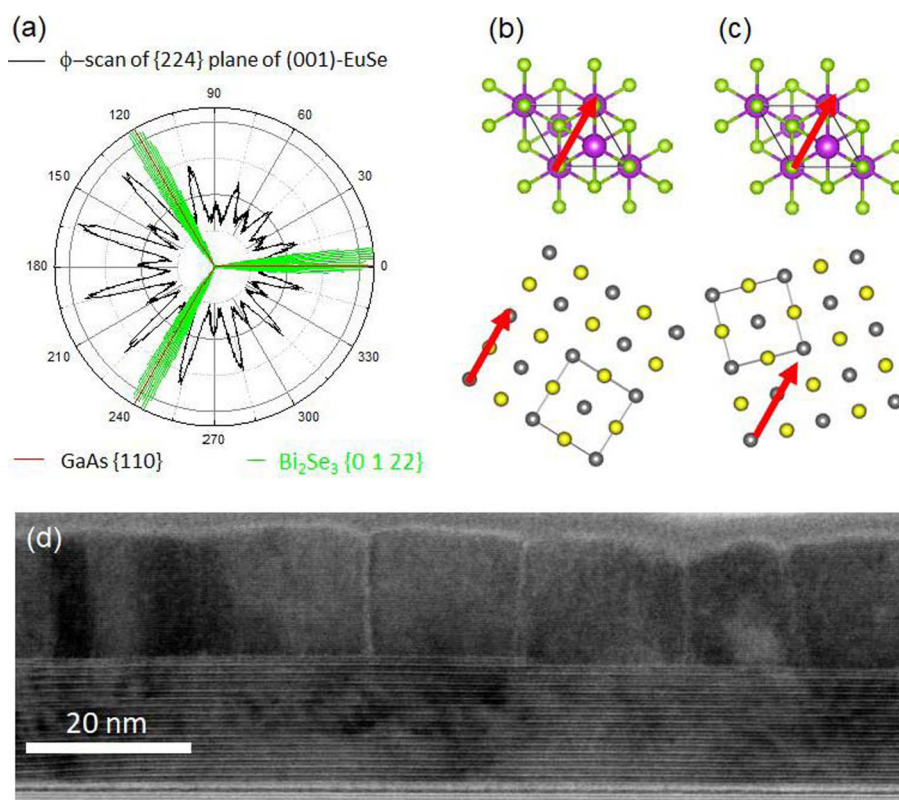 (a)
ϕ–scan of {224} plane of (001)-EuSe
90
120
60
150
30
180
0
210
330
240
300
270
GaAs {110}
Bi₂Se₃ {0 1 22}
(b)
(c)
(d)
20 nm